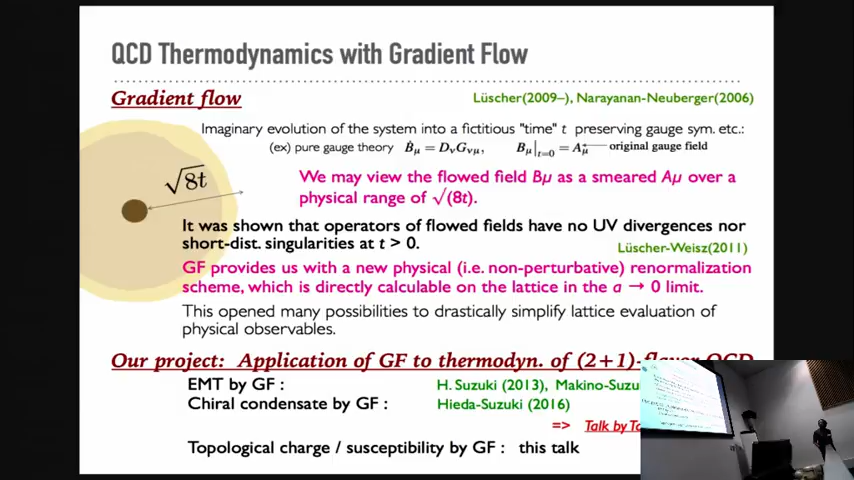 QCD Thermodynamics with Gradient Flow
Gradient flow
Lüscher(2009–), Narayanan-Neuberger(2006)
Imaginary evolution of the system into a fictitious "time" t preserving gauge sym. etc.:
(ex) pure gauge theory Ḃμ = DνGνμ, Bμ|t=0 = Aμ original gauge field
√8t
We may view the flowed field Bμ as a smeared Aμ over a
physical range of √(8t).
It was shown that operators of flowed fields have no UV divergences nor
short-dist. singularities at t > 0.
Lüscher-Weisz(2011)
GF provides us with a new physical (i.e. non-perturbative) renormalization
scheme, which is directly calculable on the lattice in the a → 0 limit.
This opened many possibilities to drastically simplify lattice evaluation of
physical observables.
Our project: Application of GF to thermodyn. of (2+1)-flavor QCD
EMT by GF : H. Suzuki (2013), Makino-Suzu
Chiral condensate by GF : Hieda-Suzuki (2016)
=> Talk by
Topological charge / susceptibility by GF : this talk